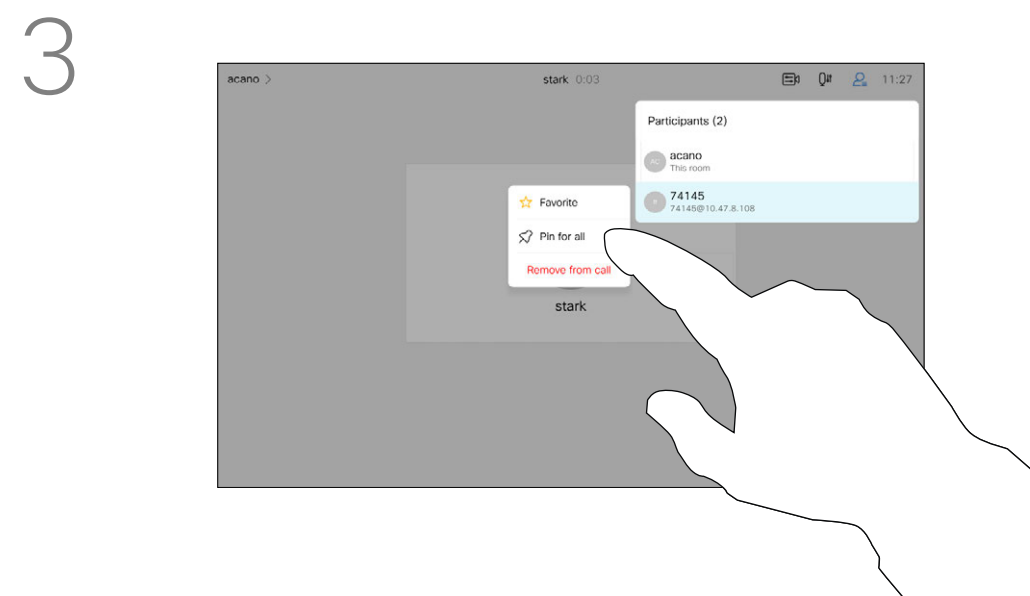 3
acano >
stark 0:03
11:27
Participants (2)
AC
acano
This room
74145
74145@10.47.8.108
Favorite
Pin for all
Remove from call
stark